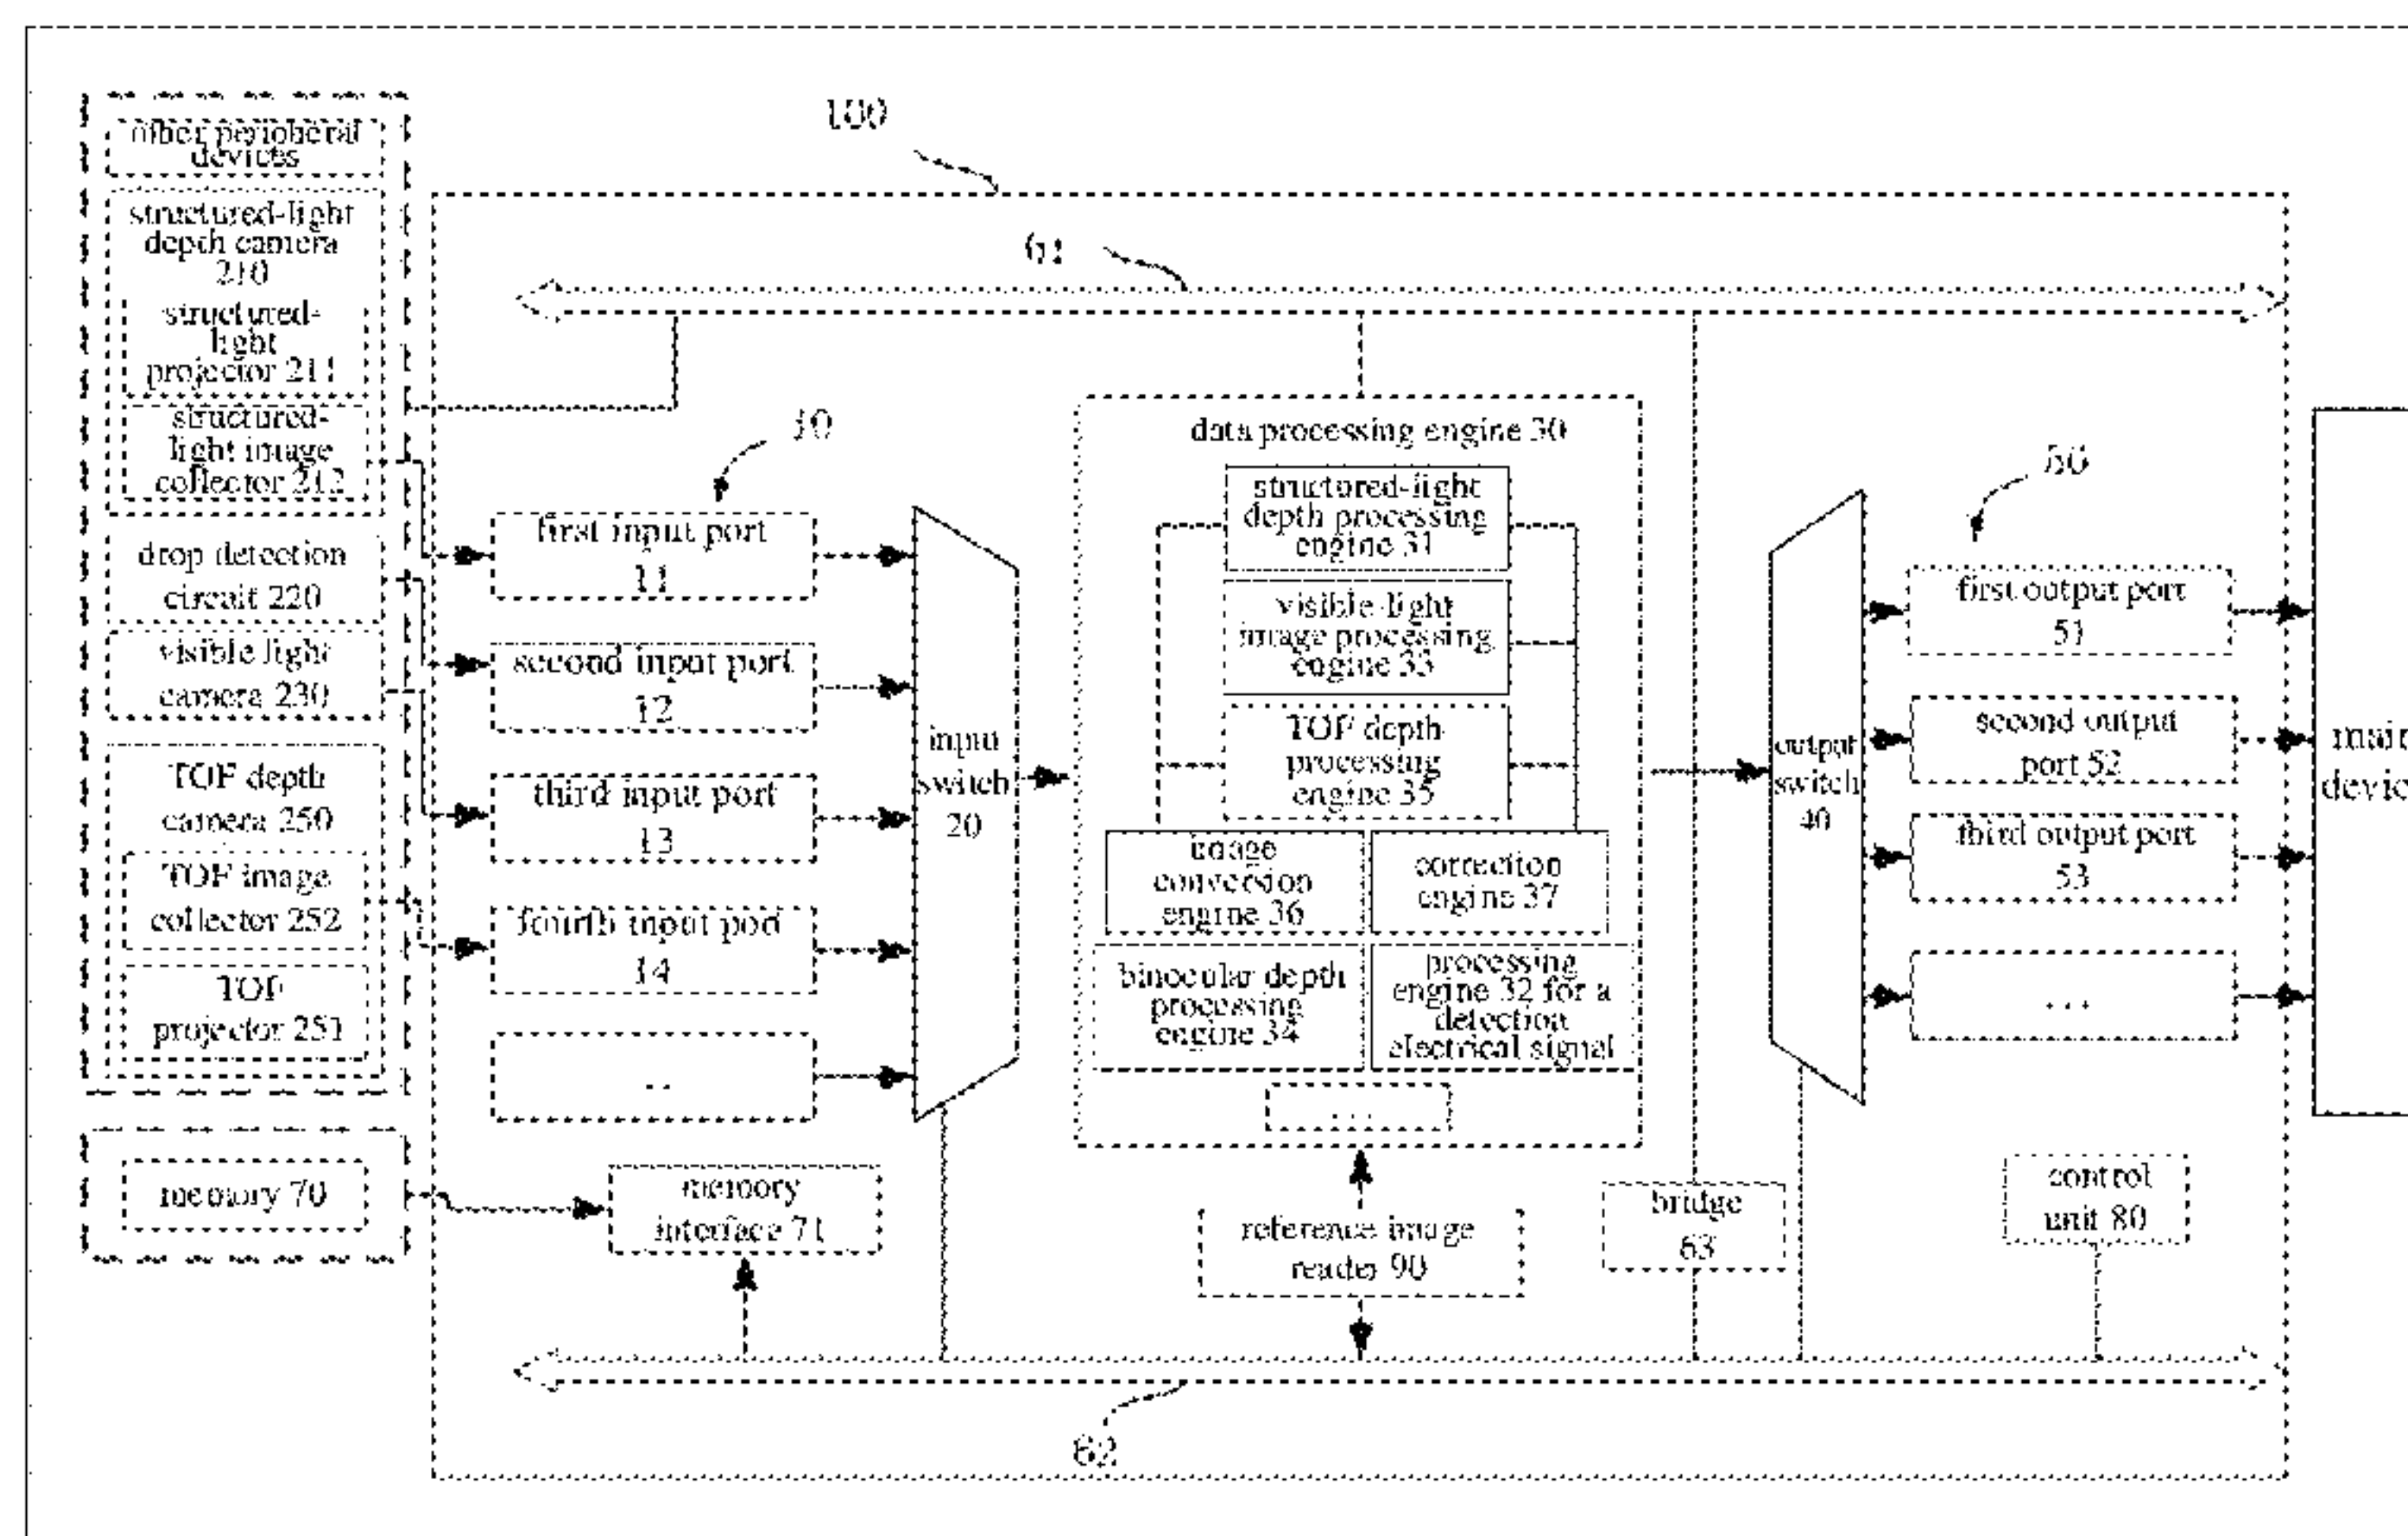 100
other peripheral
devices
structured-light
depth camera
210
structured-
light
projector 211
structured-
light image
collector 212
drop detection
circuit 220
visible light
camera 230
TOF depth
camera 250
TOF image
collector 252
TOF
projector 251
memory 70
61
10
first input port
11
second input port
12
third input port
13
fourth input port
14
..
memory
interface 71
input
switch
20
data processing engine 30
structured-light
depth processing
engine 31
visible-light
image processing
engine 33
TOF depth
processing
engine 35
image
conversion
engine 36
correction
engine 37
binocular depth
processing
engine 34
processing
engine 32 for a
detection
electrical signal
...
reference image
reader 90
bridge
63
output
switch
40
50
first output port
51
second output
port 52
third output port
53
...
control
unit 80
62
main
devic